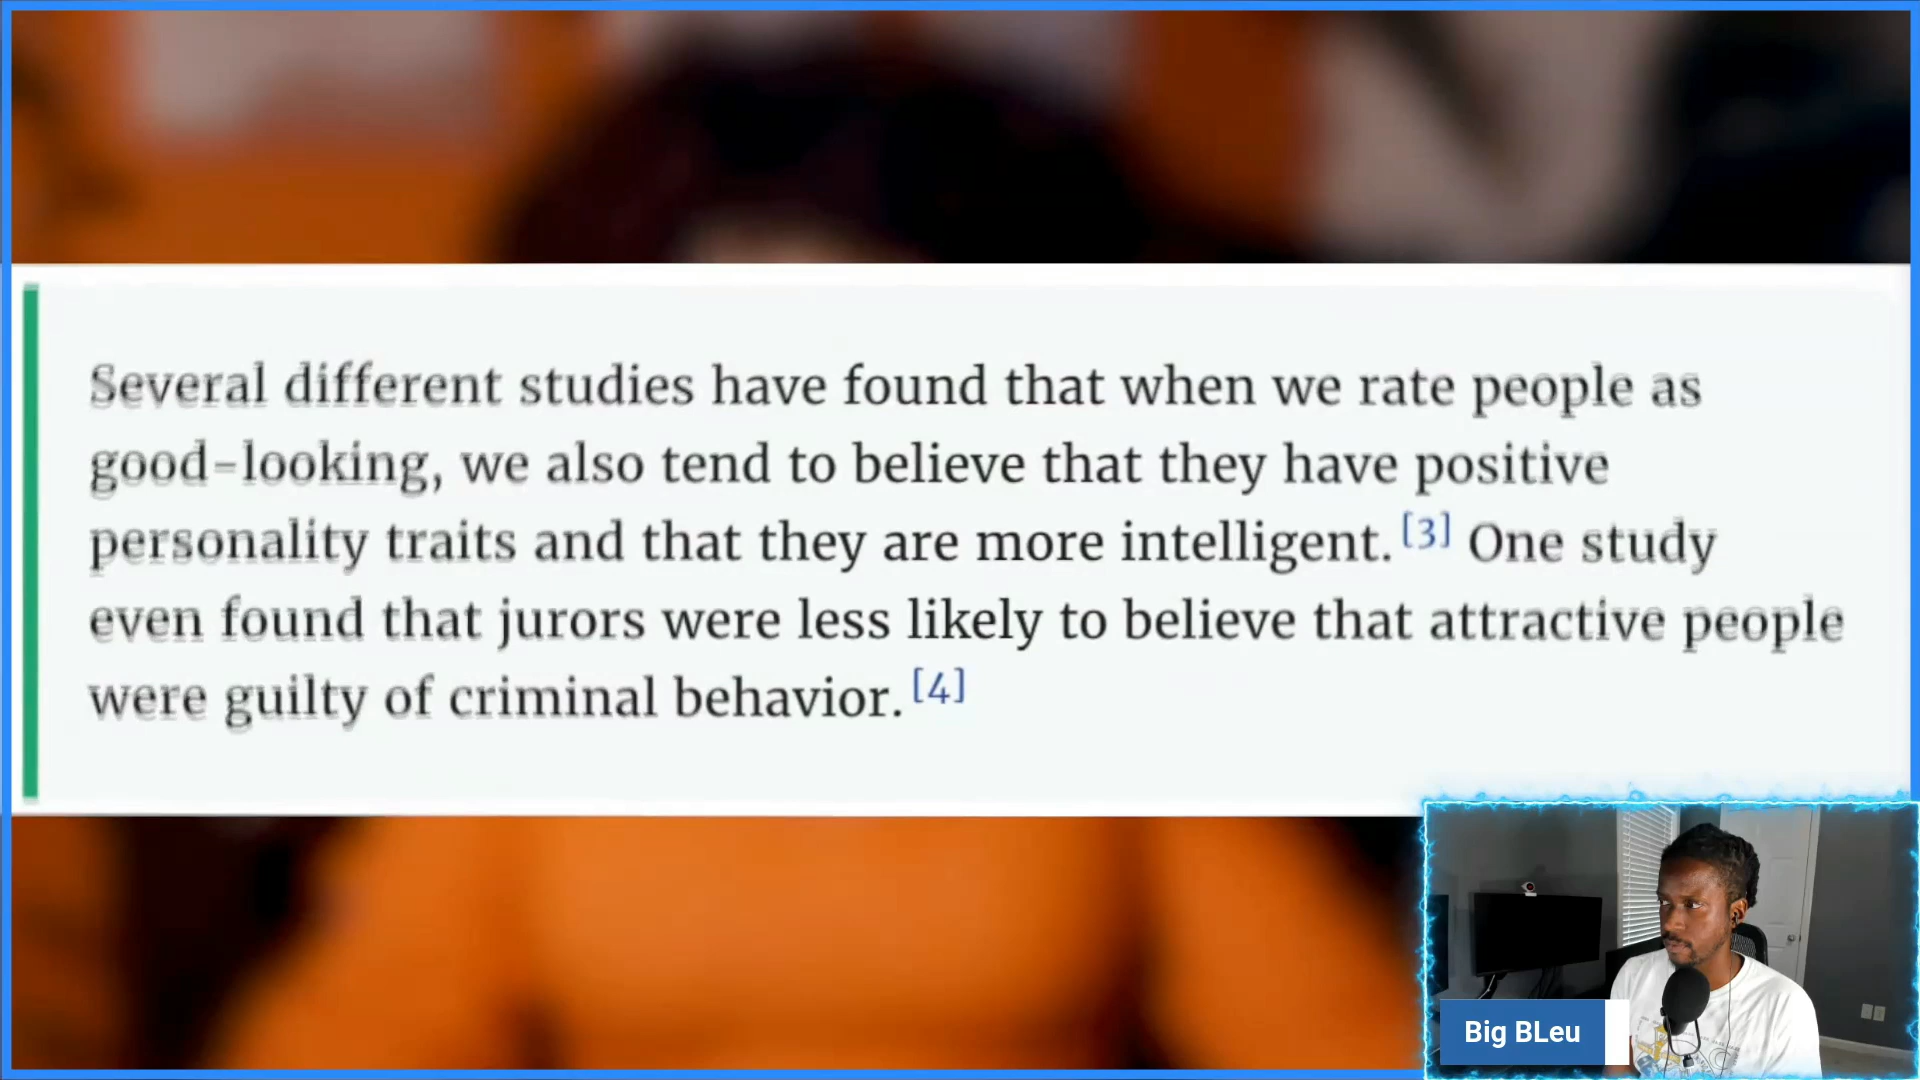 Several different studies have found that when we rate people as
good-looking, we also tend to believe that they have positive
personality traits and that they are more intelligent. [3] One study
even found that jurors were less likely to believe that attractive people
were guilty of criminal behavior. [4]
Big BLeu